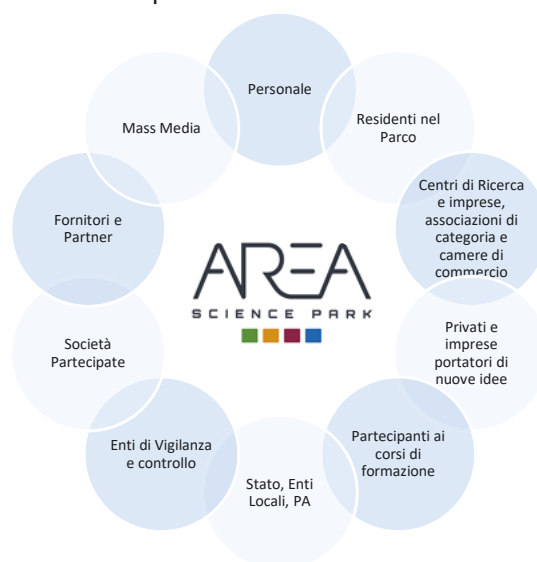 Personale
Residenti nel
Parco
Centri di Ricerca
e imprese,
associazioni di
categoria e
camere di
commercio
Privati e
imprese
portatori di
nuove idee
Partecipanti ai
corsi di
formazione
Stato, Enti
Locali, PA
Enti di Vigilanza
e controllo
Società
Partecipate
Fornitori e
Partner
Mass Media
AREA
SCIENCE PARK